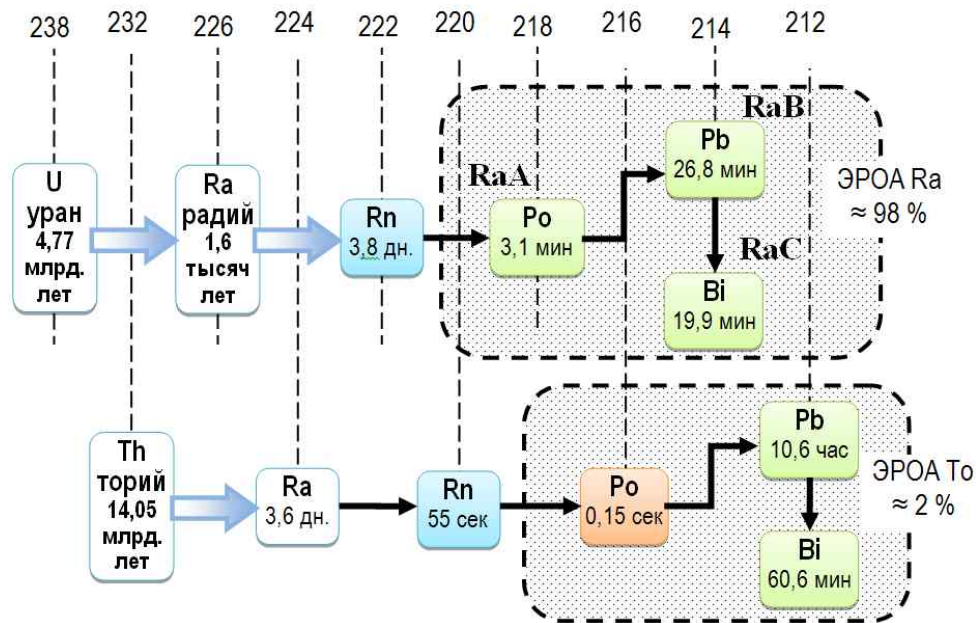 238
232
226
224
222
220
218
216
214
212
U
уран
4,77
млрд.
лет
Ra
радий
1,6
тысяч
лет
Rn
3,8 дн.
RaA
Po
3,1 мин
RaB
Pb
26,8 мин
RaC
Bi
19,9 мин
ЭРОА Ra
≈ 98 %
Th
торий
14,05
млрд.
лет
Ra
3,6 дн.
Rn
55 сек
Po
0,15 сек
Pb
10,6 час
Bi
60,6 мин
ЭРОА To
≈ 2 %